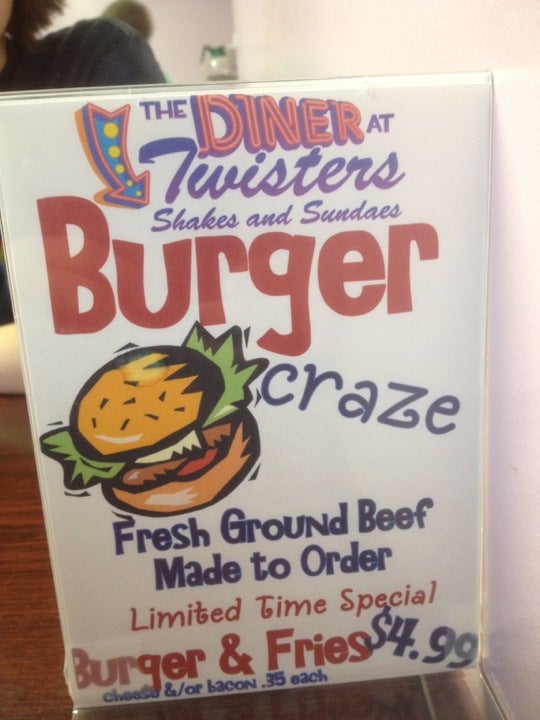 THE DINER AT
Twisters
Shakes and Sundaes
Burger
craze
Fresh Ground Beef
Made to Order
Limited Time Special
Burger & Fries $4.99
cheese &/or bacon .35 each